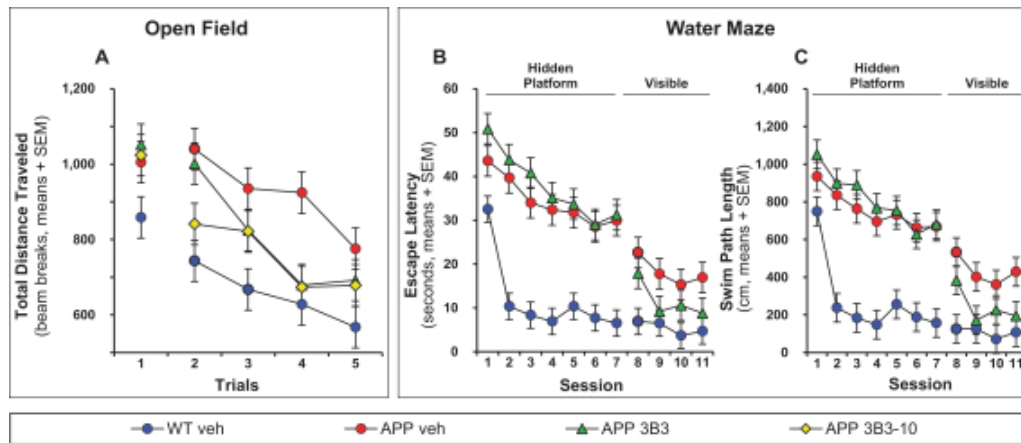 Open Field
Water Maze
A
Total Distance Traveled
(beam breaks, means + SEM)
1,200
1,000
800
600
1 2 3 4 5
Trials
B
Hidden
Platform
Visible
Escape Latency
(seconds, means + SEM)
60
50
40
30
20
10
0
1 2 3 4 5 6 7 8 9 10 11
Session
C
Hidden
Platform
Visible
Swim Path Length
(cm, means + SEM)
1,400
1,200
1,000
800
600
400
200
0
1 2 3 4 5 6 7 8 9 10 11
Session
WT veh
APP veh
APP 3B3
APP 3B3-10